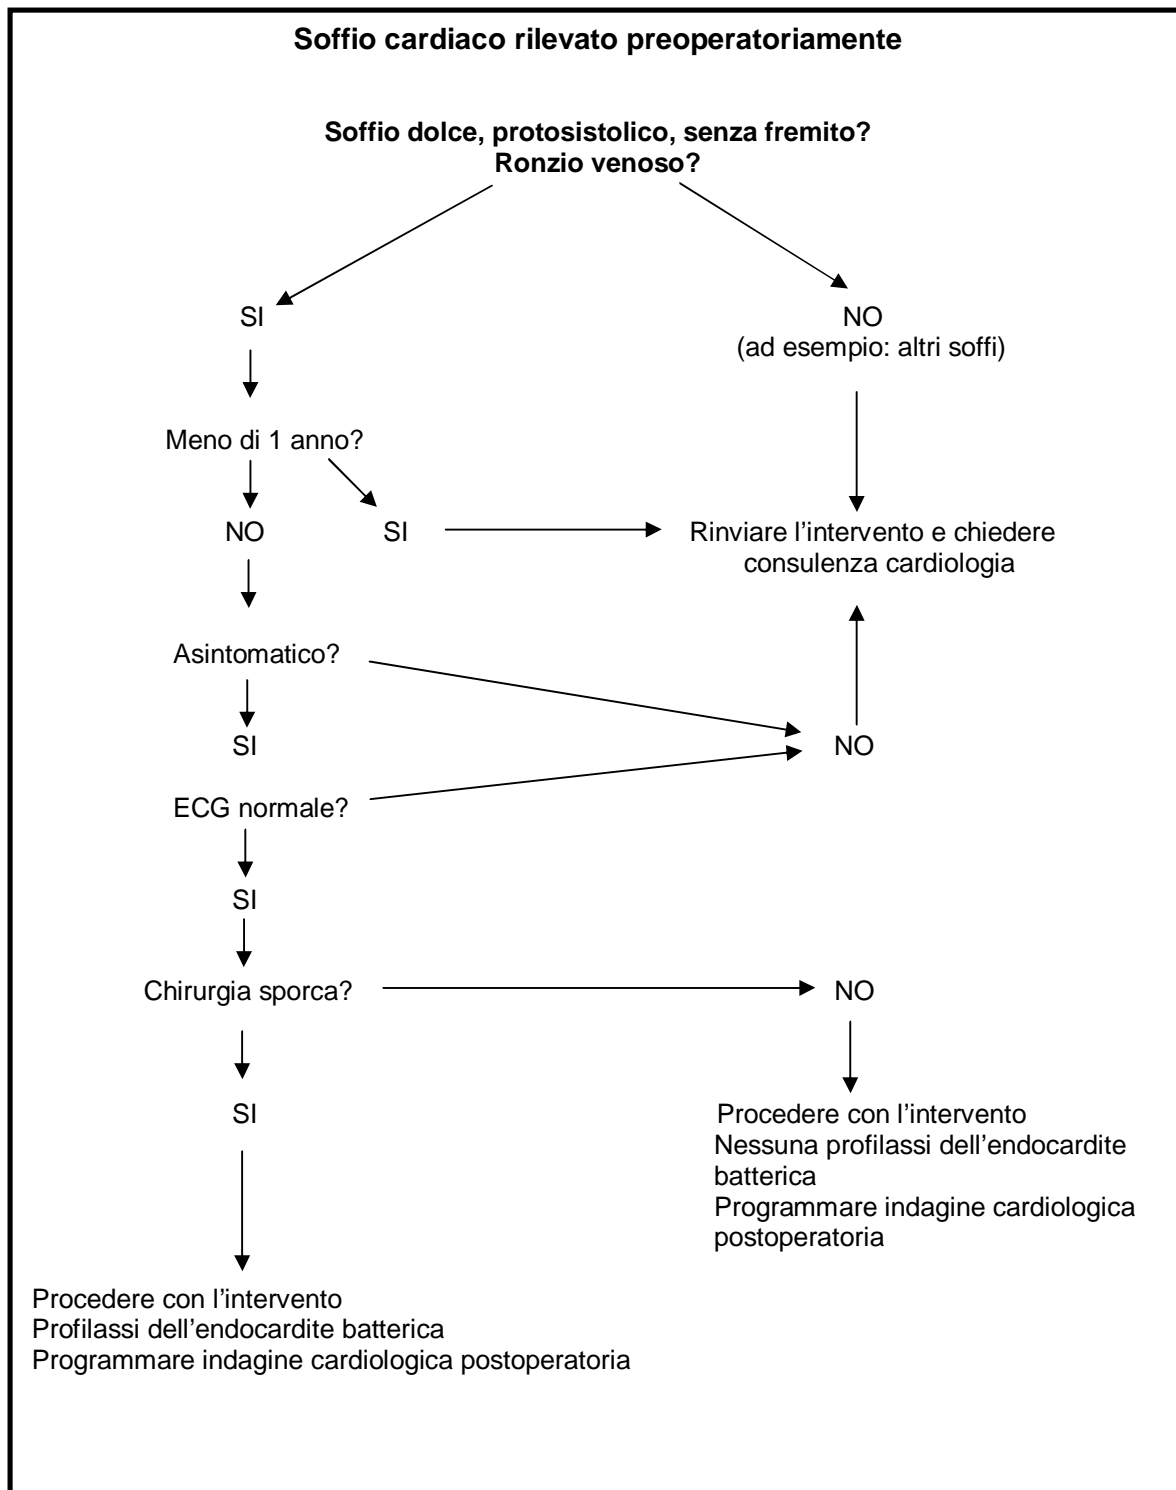 Soffio cardiaco rilevato preoperatoriamente
Soffio dolce, protosistolico, senza fremito?
Ronzio venoso?
SI
NO
(ad esempio: altri soffi)
Meno di 1 anno?
NO
SI
Rinviare l’intervento e chiedere
consulenza cardiologia
Asintomatico?
SI
NO
ECG normale?
SI
Chirurgia sporca?
NO
SI
Procedere con l’intervento
Nessuna profilassi dell’endocardite
batterica
Programmare indagine cardiologica
postoperatoria
Procedere con l’intervento
Profilassi dell’endocardite batterica
Programmare indagine cardiologica postoperatoria